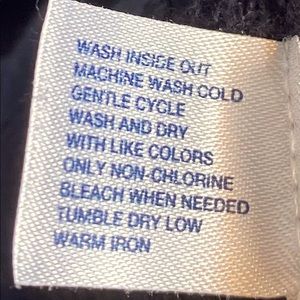 WASH INSIDE OUT
MACHINE WASH COLD
GENTLE CYCLE
WASH AND DRY
WITH LIKE COLORS
ONLY NON-CHLORINE
BLEACH WHEN NEEDED
TUMBLE DRY LOW
WARM IRON